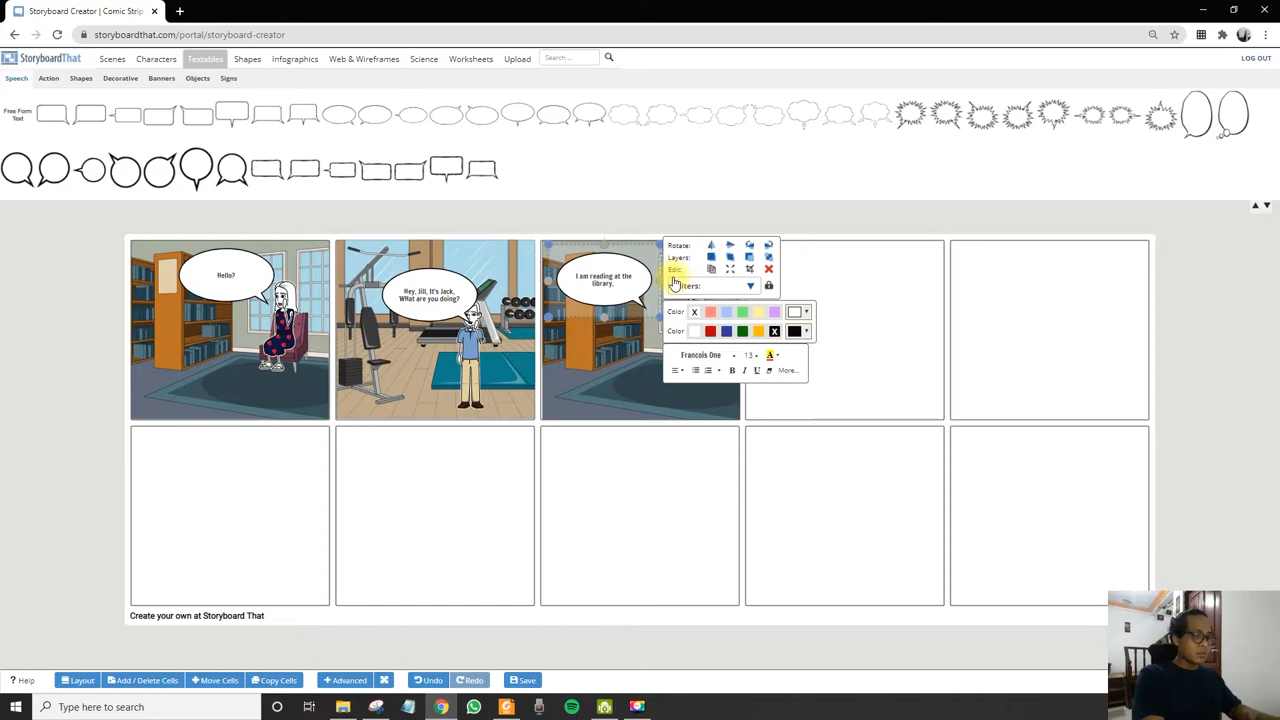 Storyboard Creator | Comic Strip
storyboardthat.com/portal/storyboard-creator
StoryboardThat
Scenes
Characters
Textables
Shapes
Infographics
Web & Wireframes
Science
Worksheets
Upload
Search ...
LOG OUT
Speech
Action
Shapes
Decorative
Banners
Objects
Signs
Free Form
Text
Hello?
Hey, Jill, It's Jack,
WHat are you doing?
I am reading at the
library,
Rotate:
Layers:
Edit:
Color
X
Color
X
Francois One
13
A
B
I
U
More...
Create your own at Storyboard That
? Help
Layout
Add / Delete Cells
Move Cells
Copy Cells
Advanced
Undo
Redo
Save
Type here to search